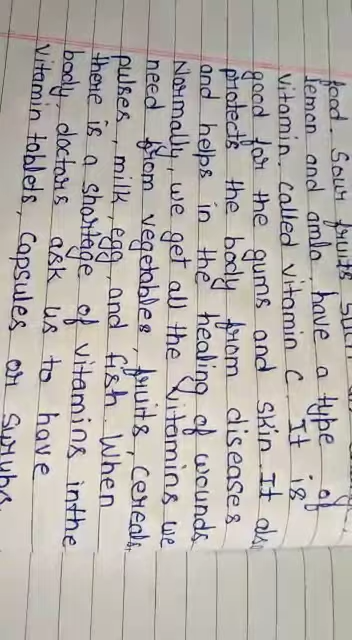 food. Sour fruits such
lemon and amla, have a type of
vitamin called vitamin C. It is
good for the gums and skin. It also
protects the body from diseases
and helps in the healing of wounds
Normally, we get all the vitamins we
need from vegetables, fruits, cereals,
pulses, milk, egg, and fish. When
there is a shortage of vitamins in the
body, doctors ask us to have
vitamin tablets, capsules or syrups